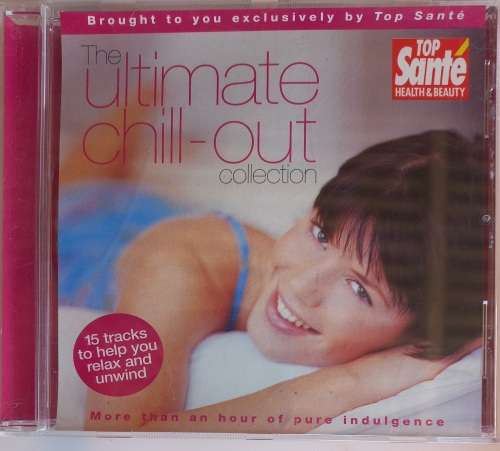 Brought to you exclusively by Top Santé
The
ultimate
chill-out
collection
TOP
Santé
HEALTH & BEAUTY
15 tracks
to help you
relax and
unwind
More than an hour of pure indulgence